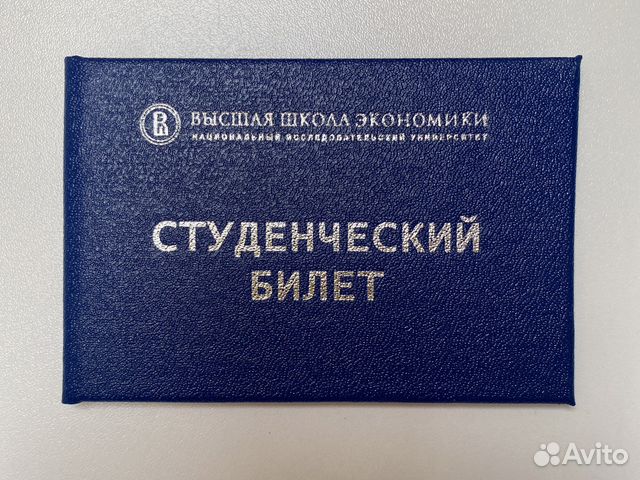 ВЫСШАЯ ШКОЛА ЭКОНОМИКИ
НАЦИОНАЛЬНЫЙ ИССЛЕДОВАТЕЛЬСКИЙ УНИВЕРСИТЕТ
СТУДЕНЧЕСКИЙ
БИЛЕТ
Avito